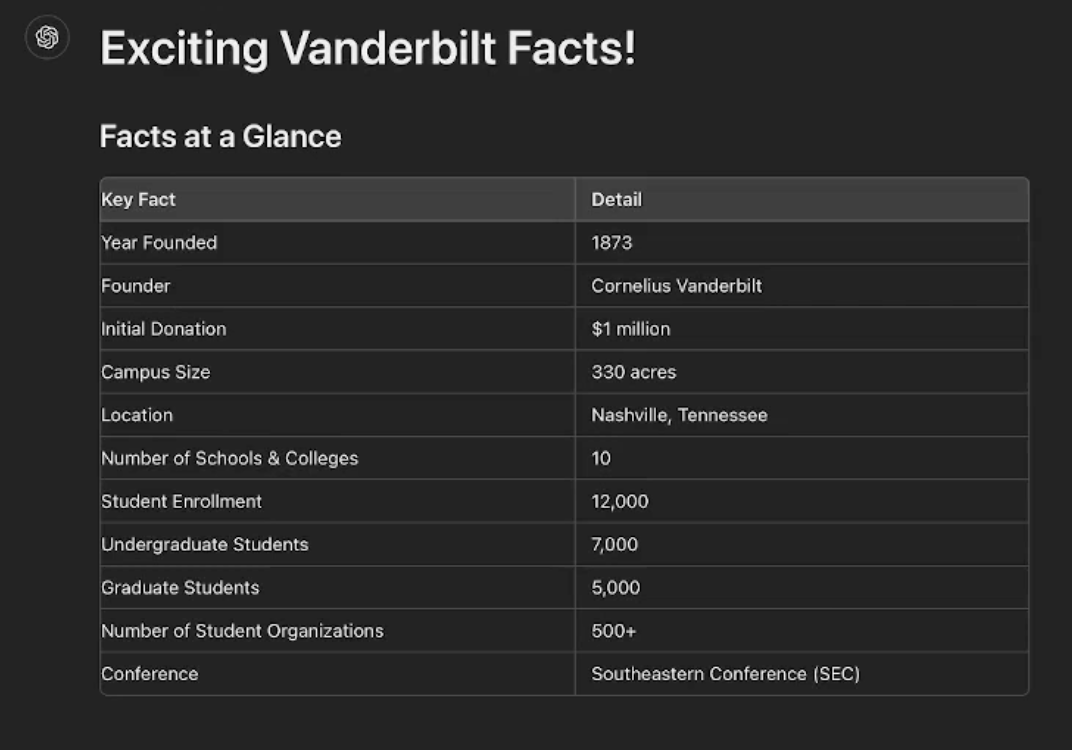 Exciting Vanderbilt Facts!
Facts at a Glance
Key Fact Detail
Year Founded 1873
Founder Cornelius Vanderbilt
Initial Donation $1 million
Campus Size 330 acres
Location Nashville, Tennessee
Number of Schools & Colleges 10
Student Enrollment 12,000
Undergraduate Students 7,000
Graduate Students 5,000
Number of Student Organizations 500+
Conference Southeastern Conference (SEC)